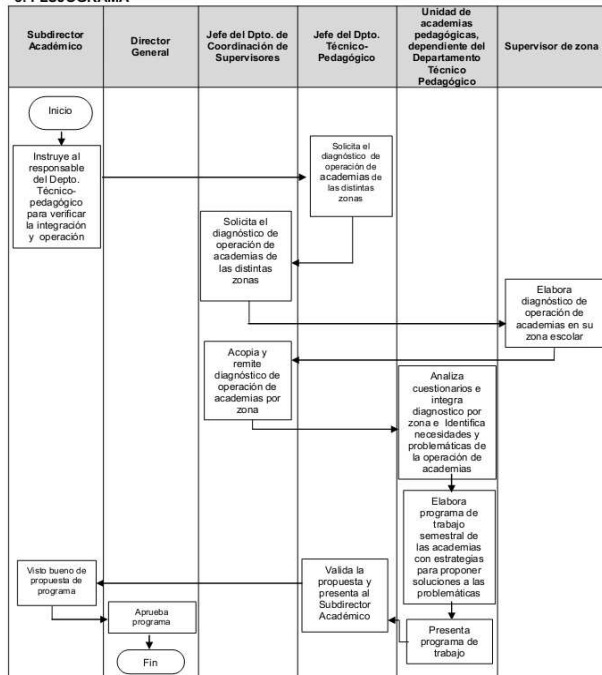 Subdirector
Académico
Director
General
Jefe del Dpto. de
Coordinación de
Supervisores
Jefe del Dpto.
Técnico-
Pedagógico
Unidad de
academias
pedagógicas,
dependiente del
Departamento
Técnico
Pedagógico
Supervisor de zona
Inicio
Instruye al
responsable
del Depto.
Técnico-
pedagógico
para verificar
la integración
y operación
Solicita el
diagnóstico de
operación de
academias de
las distintas
zonas
Solicita el
diagnóstico de
operación de
academias de
las distintas
zonas
Elabora
diagnóstico de
operación de
academias en su
zona escolar
Acopia y
remite
diagnóstico de
operación de
academias por
zona
Analiza
cuestionarios e
integra
diagnostico por
zona e Identifica
necesidades y
problemáticas de
la operación de
academias
Elabora
programa de
trabajo
semestral de
las academias
con estrategias
para proponer
soluciones a las
problemáticas
Presenta
programa de
trabajo
Valida la
propuesta y
presenta al
Subdirector
Académico
Visto bueno de
propuesta de
programa
Aprueba
programa
Fin